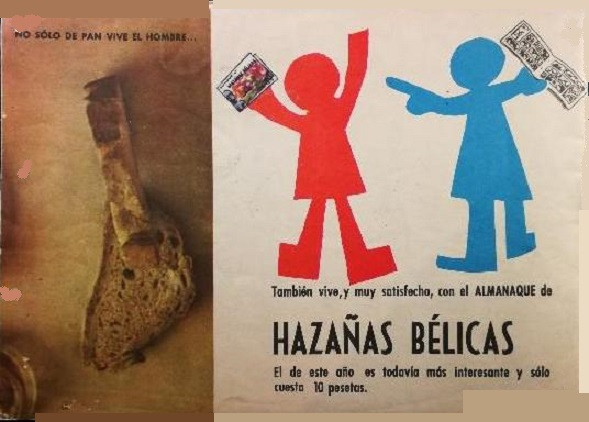 NO SÓLO DE PAN VIVE EL HOMBRE...
También vive, y muy satisfecho, con el ALMANAQUE de
HAZAÑAS BÉLICAS
El de este año es todavía más interesante y sólo
cuesta 10 pesetas.